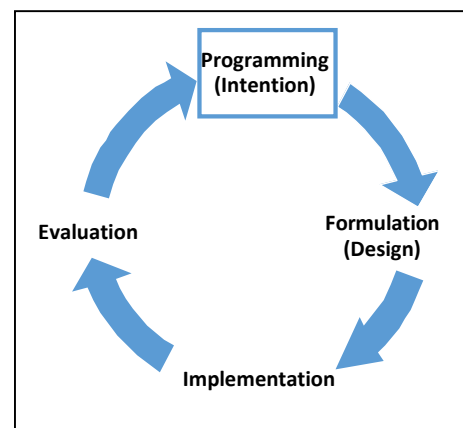 Programming
(Intention)
Formulation
(Design)
Implementation
Evaluation